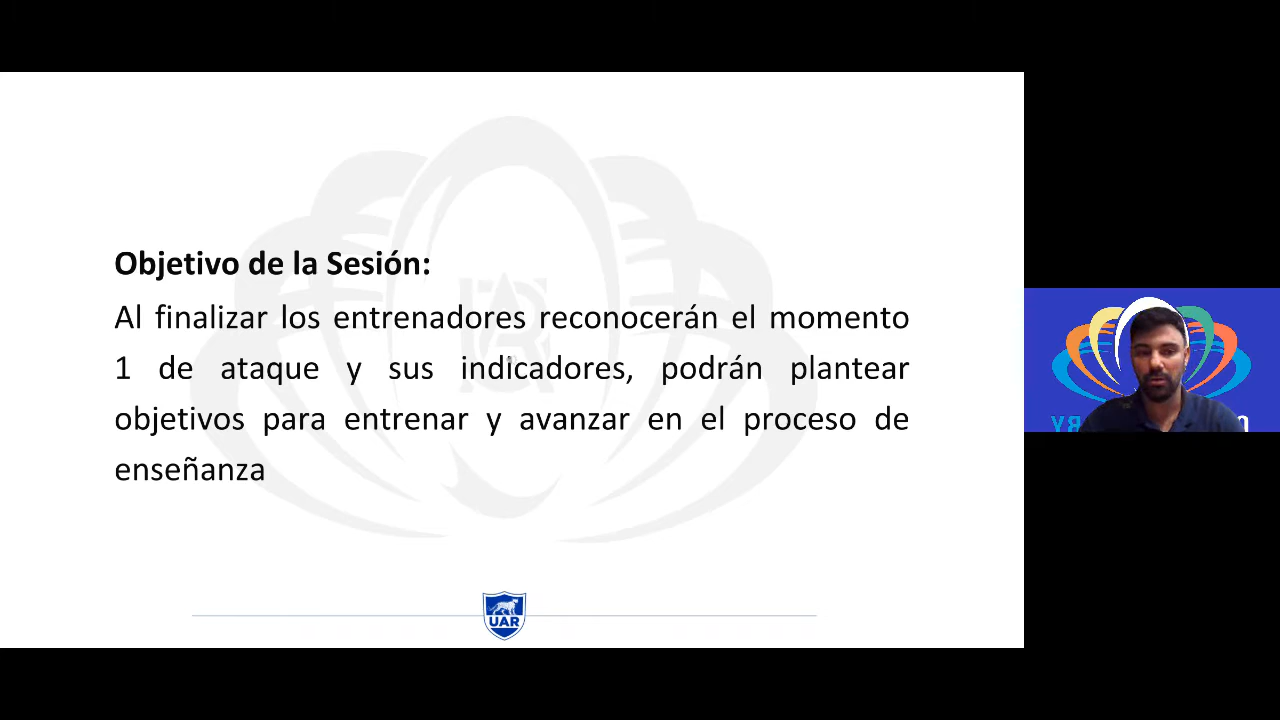 Objetivo de la Sesión:
Al finalizar los entrenadores reconocerán el momento
1 de ataque y sus indicadores, podrán plantear
objetivos para entrenar y avanzar en el proceso de
enseñanza
UAR